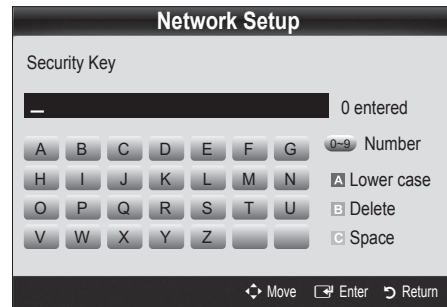 Network Setup
Security Key
_
0 entered
A B C D E F G
0~9 Number
H I J K L M N
A Lower case
O P Q R S T U
B Delete
V W X Y Z
C Space
Move Enter Return